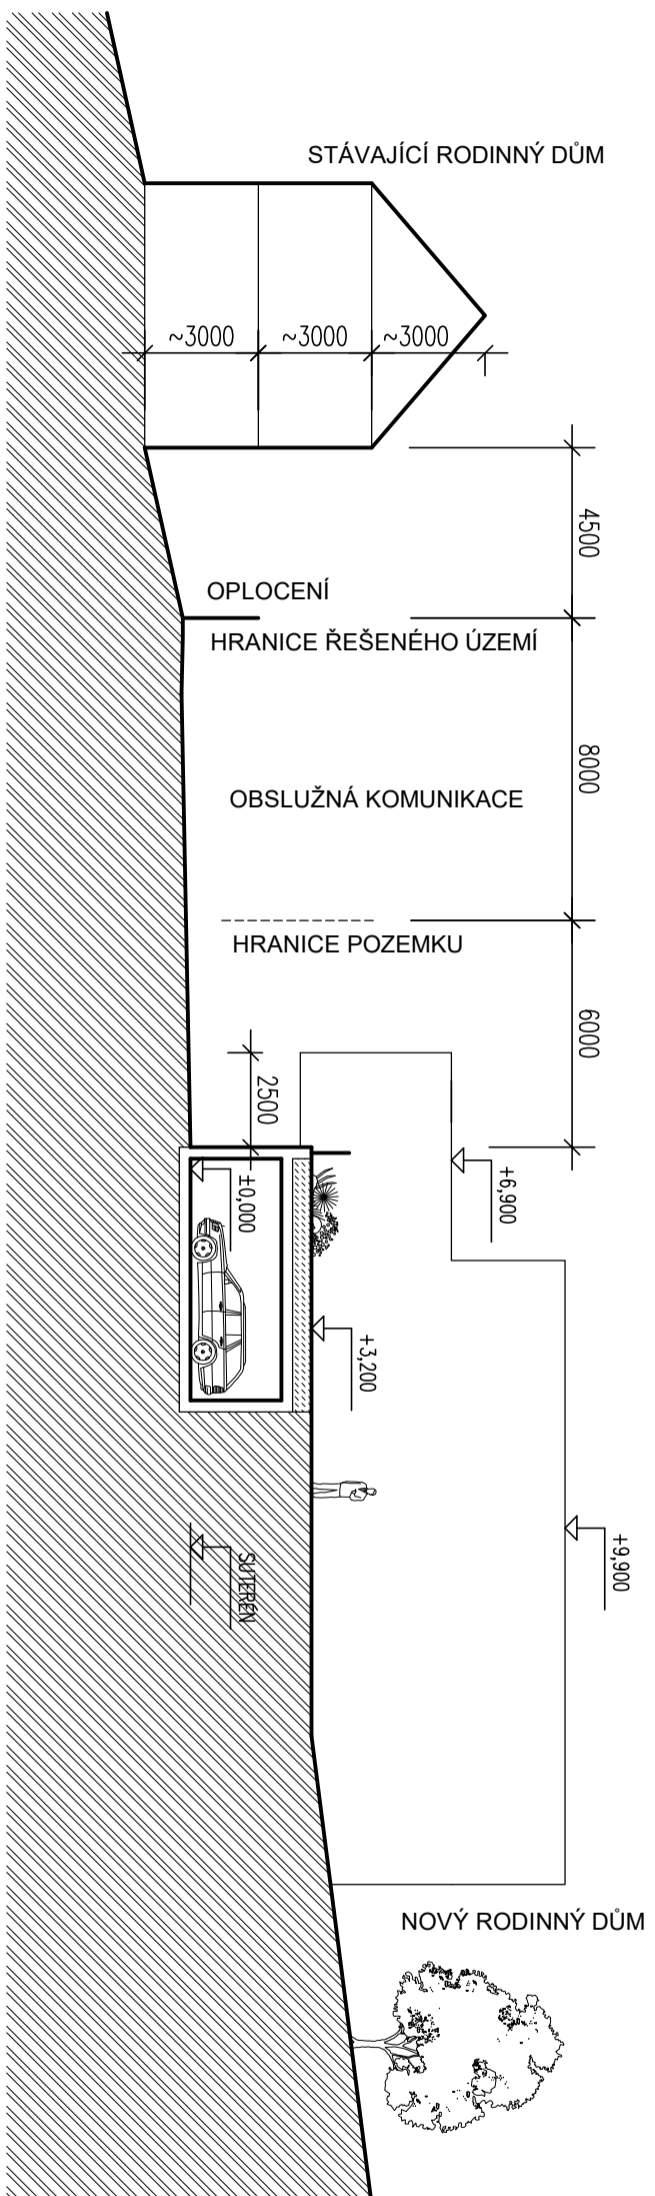 STÁVAJÍCÍ RODINNÝ DŮM
~3000
~3000
~3000
4500
OPLOCENÍ
HRANICE ŘEŠENÉHO ÚZEMÍ
8000
OBSLUŽNÁ KOMUNIKACE
HRANICE POZEMKU
6000
2500
±0,000
+6,900
+3,200
+9,900
SUTERÉN
NOVÝ RODINNÝ DŮM